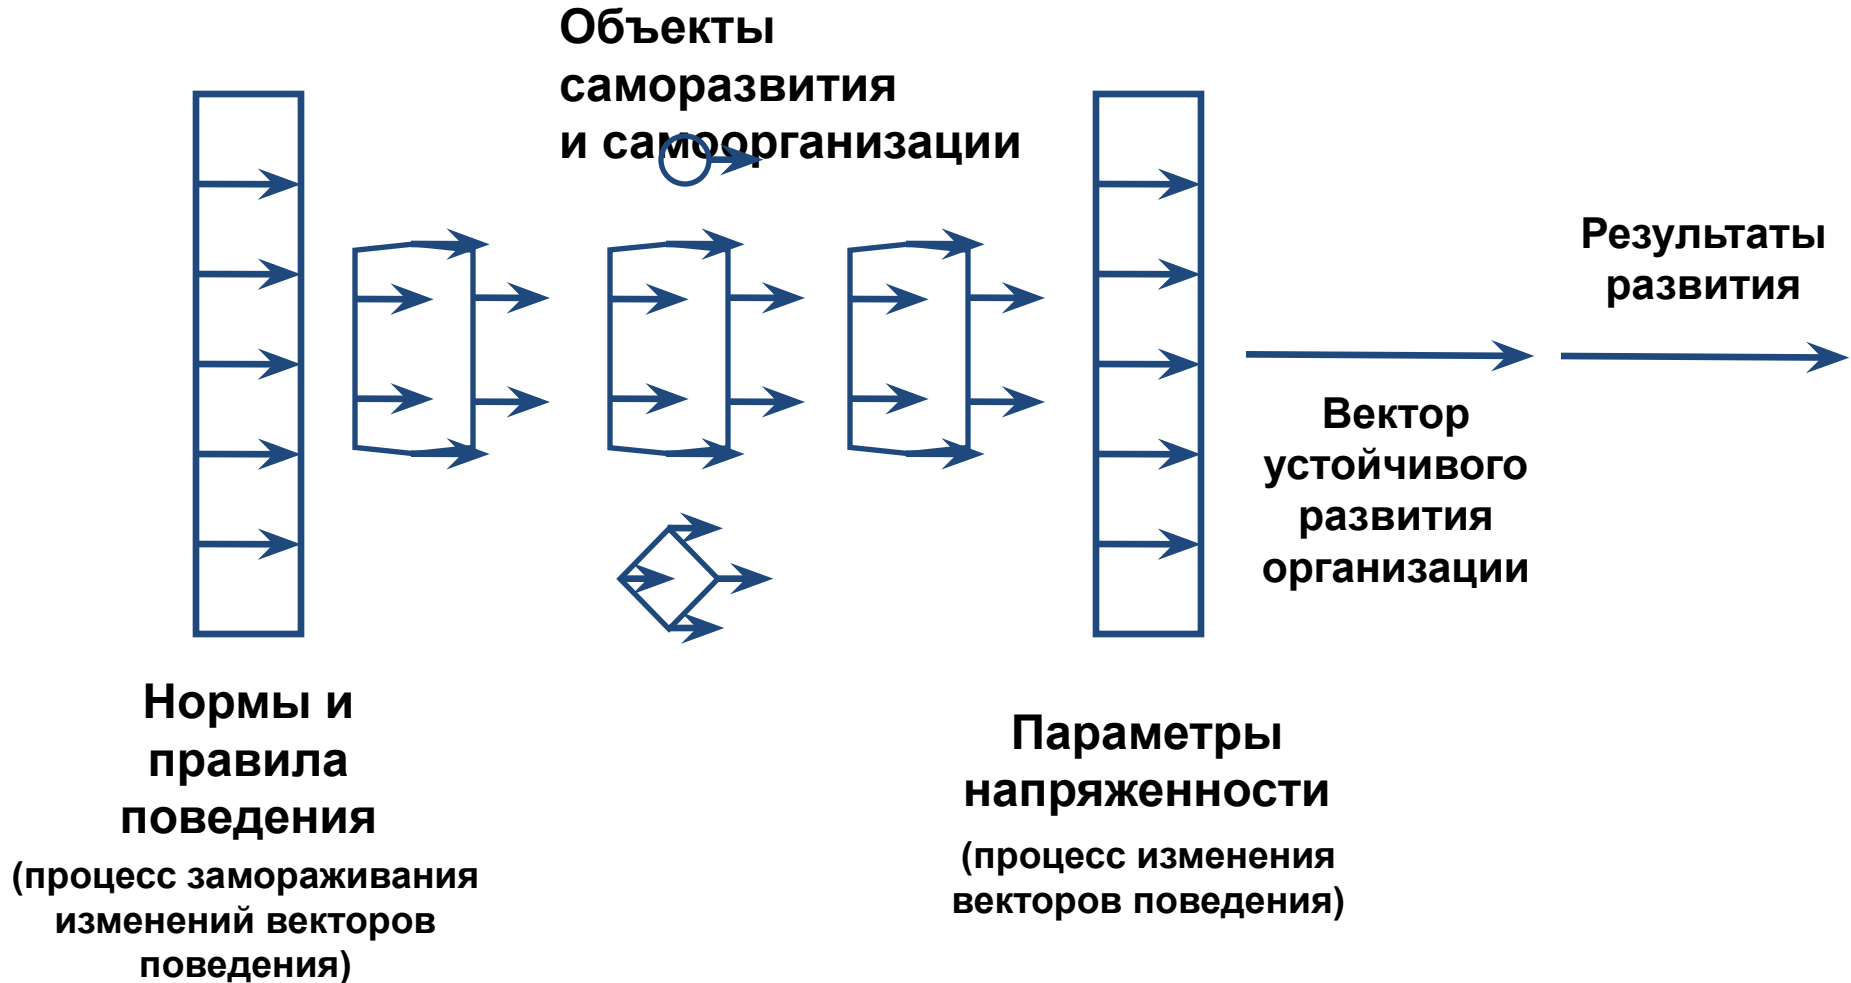 Объекты
саморазвития
и самоорганизации
Результаты
развития
Вектор
устойчивого
развития
организации
Нормы и
правила
поведения
(процесс замораживания
изменений векторов
поведения)
Параметры
напряженности
(процесс изменения
векторов поведения)